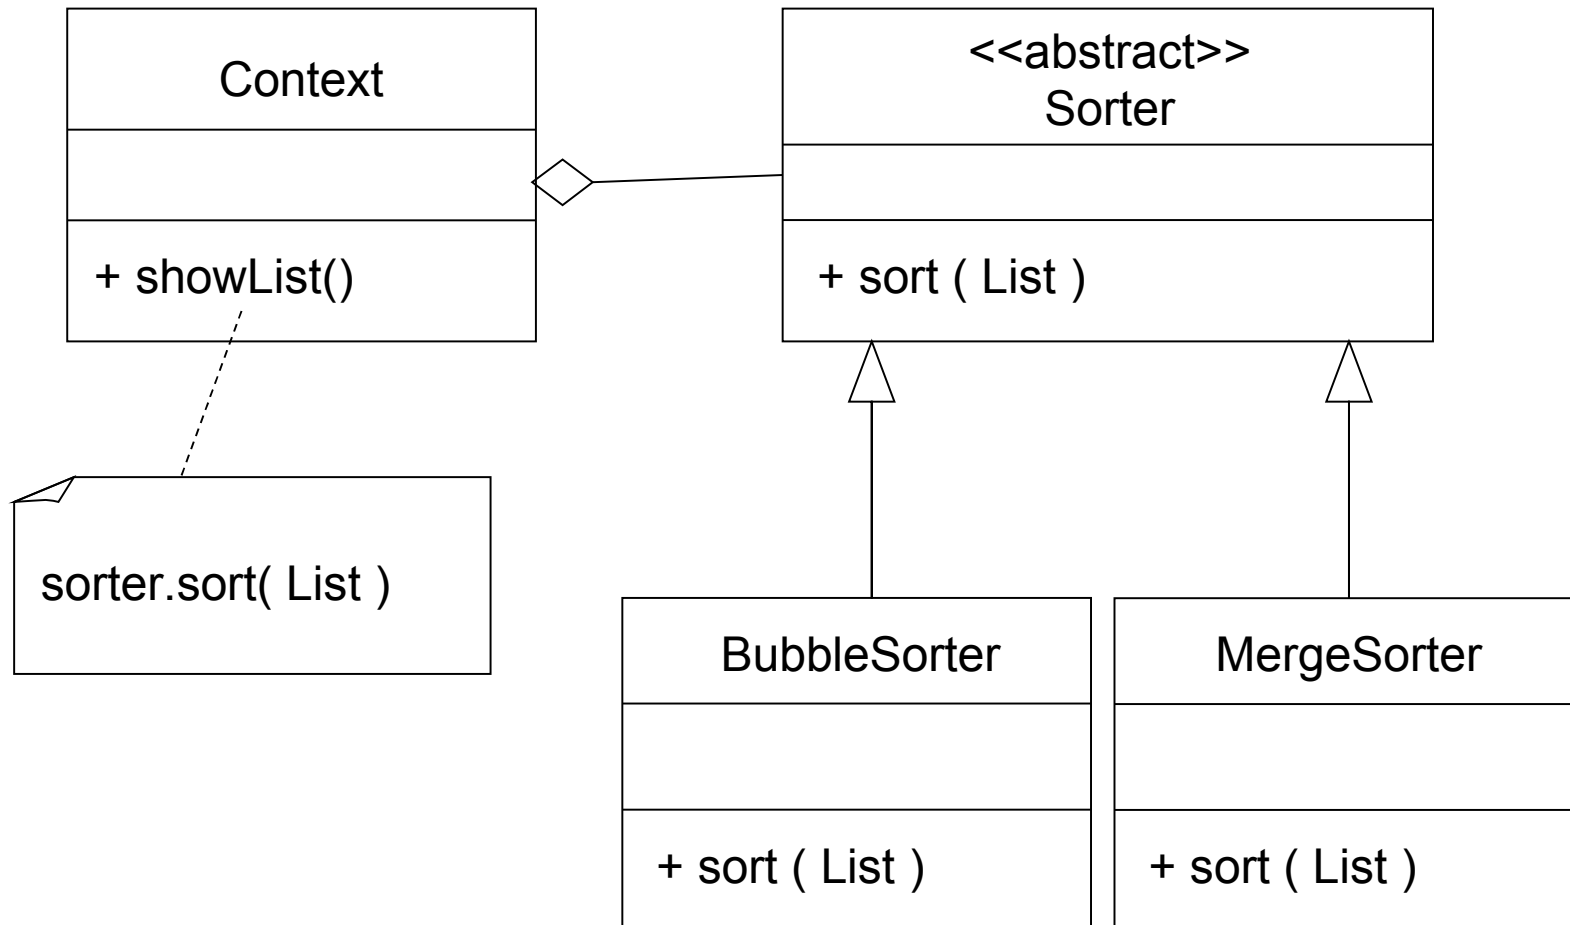 Context
<<abstract>>
Sorter
+ showList()
+ sort ( List )
sorter.sort( List )
BubbleSorter
MergeSorter
+ sort ( List )
+ sort ( List )